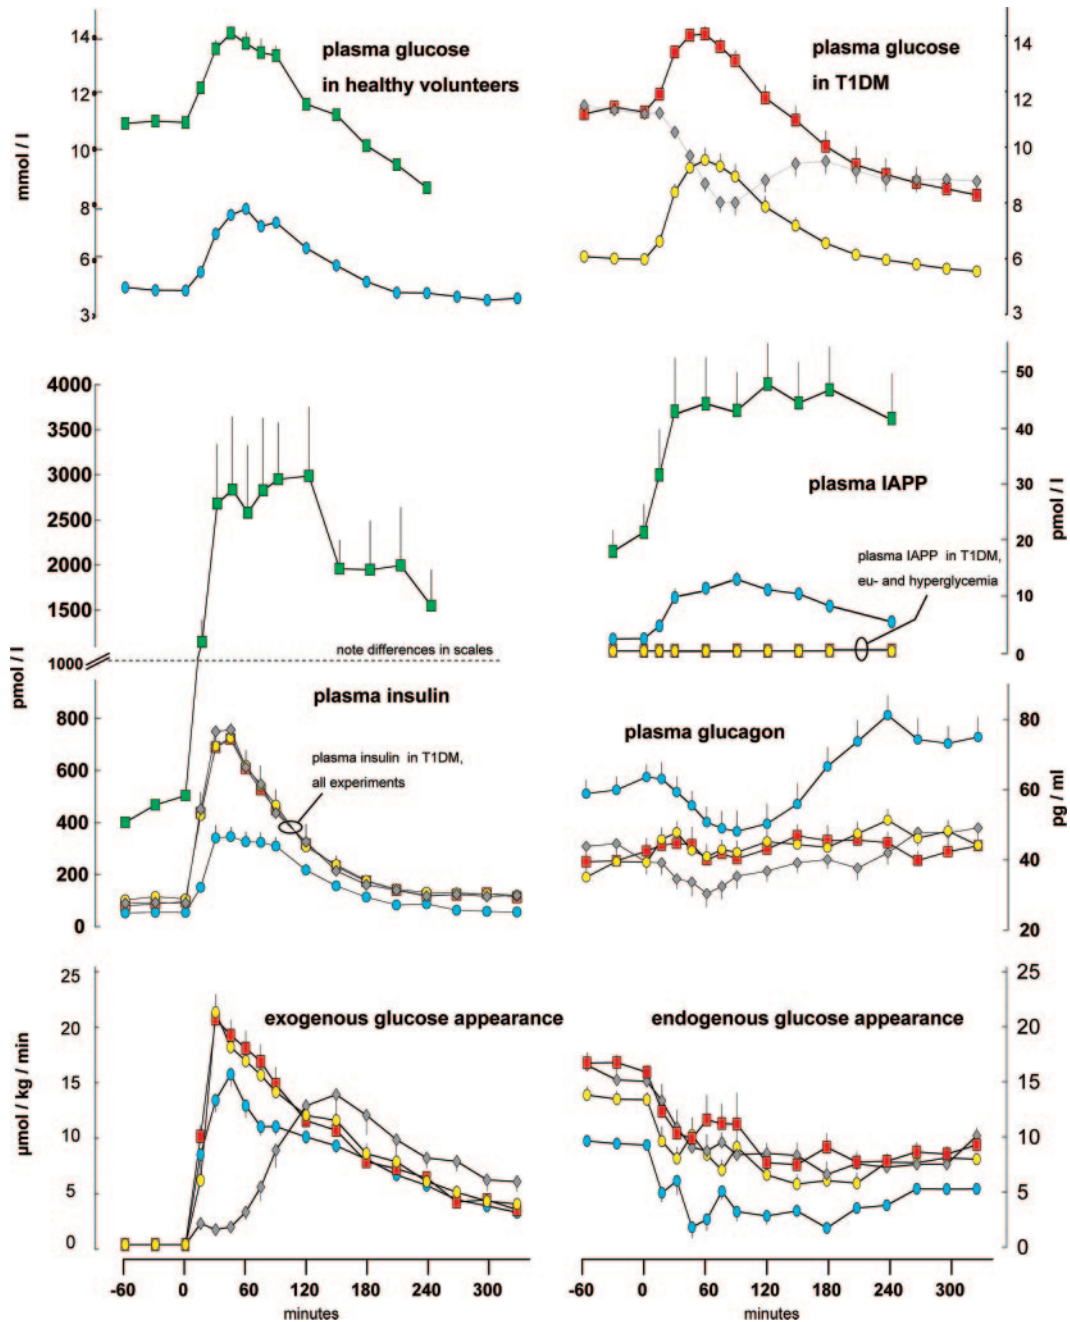 plasma glucose
in healthy volunteers
mmol / l
14
12
10
8
6
3
plasma glucose
in T1DM
14
12
10
8
6
3
4000
3500
3000
2500
2000
1500
1000
pmol / l
note differences in scales
plasma insulin
plasma insulin in T1DM,
all experiments
800
600
400
200
0
50
40
30
20
10
0
pmol / l
plasma IAPP
plasma IAPP in T1DM,
eu- and hyperglycemia
plasma glucagon
80
60
40
20
pg / ml
25
20
15
10
5
0
µmol / kg / min
exogenous glucose appearance
endogenous glucose appearance
25
20
15
10
5
0
-60 0 60 120 180 240 300
minutes
-60 0 60 120 180 240 300
minutes